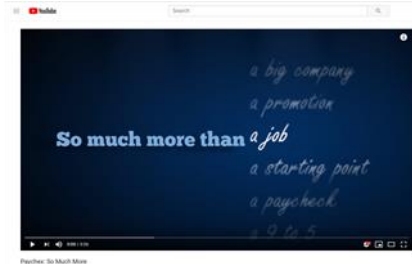 YouTube
Search
a big company
a promotion
So much more than a job
a starting point
a paycheck
a 9 to 5
Paychex: So Much More